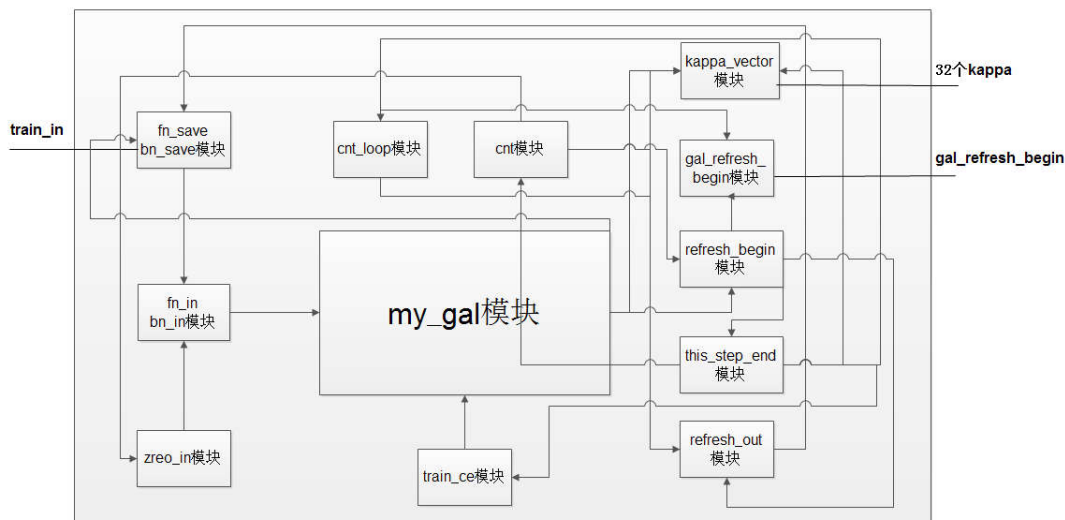 kappa_vector
模块
32个kappa
train_in
fn_save
bn_save模块
cnt_loop模块
cnt模块
gal_refresh_
begin模块
gal_refresh_begin
refresh_begin
模块
fn_in
bn_in模块
my_gal模块
this_step_end
模块
zreo_in模块
train_ce模块
refresh_out
模块